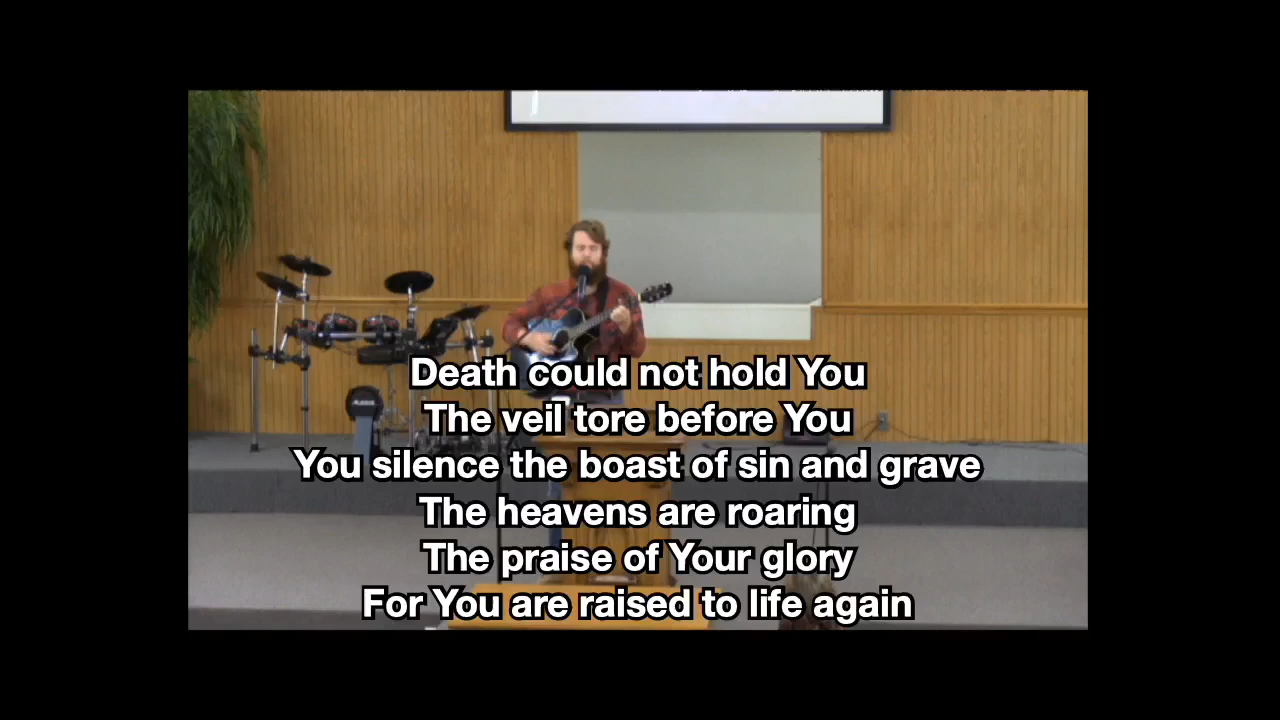 Death could not hold You
The veil tore before You
You silence the boast of sin and grave
The heavens are roaring
The praise of Your glory
For You are raised to life again
ALESIS